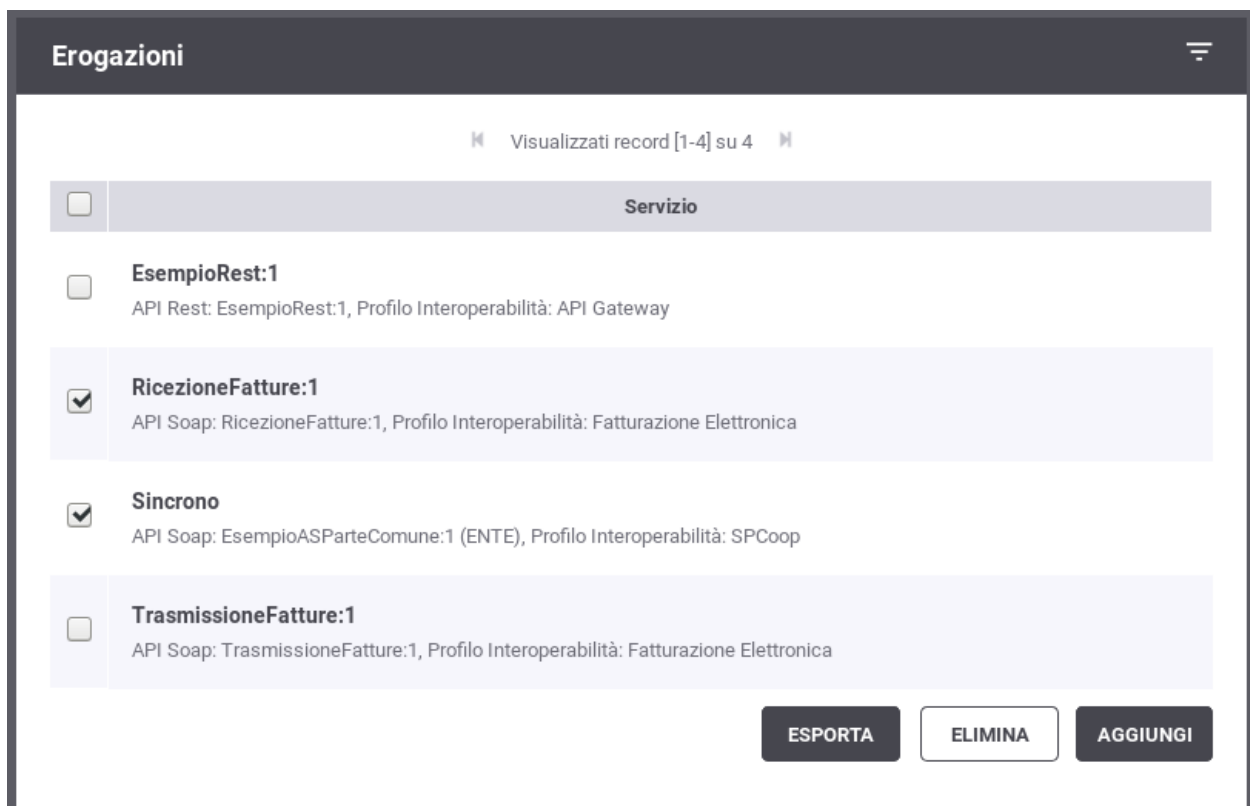 Erogazioni
Visualizzati record [1-4] su 4
Servizio
EsempioRest:1
API Rest: EsempioRest:1, Profilo Interoperabilità: API Gateway
RicezioneFatture:1
API Soap: RicezioneFatture:1, Profilo Interoperabilità: Fatturazione Elettronica
Sincrono
API Soap: EsempioASParteComune:1 (ENTE), Profilo Interoperabilità: SPCoop
TrasmissioneFatture:1
API Soap: TrasmissioneFatture:1, Profilo Interoperabilità: Fatturazione Elettronica
ESPORTA ELIMINA AGGIUNGI